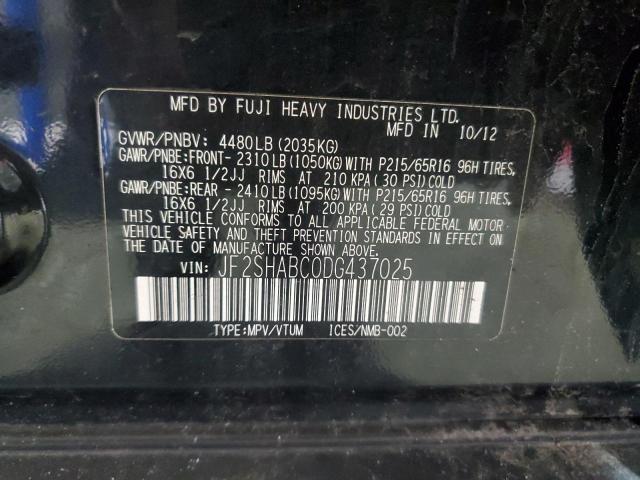 MFD BY FUJI HEAVY INDUSTRIES LTD.
MFD IN 10/12
GVWR/PNBV: 4480LB (2035KG)
GAWR/PNBE:FRONT- 2310LB(1050KG)WITH P215/65R16 96H TIRES,
16X6 1/2JJ RIMS AT 210 KPA(30 PSI)COLD
GAWR/PNBE:REAR - 2410LB(1095KG)WITH P215/65R16 96H TIRES,
16X6 1/2JJ RIMS AT 200 KPA(29 PSI)COLD
THIS VEHICLE CONFORMS TO ALL APPLICABLE FEDERAL MOTOR
VEHICLE SAFETY AND THEFT PREVENTION STANDARDS IN EFFECT ON
THE DATE OF MANUFACTURE SHOWN ABOVE.
VIN: JF2SHABC0DG437025
TYPE:MPV/VTUM ICES/NMB-002